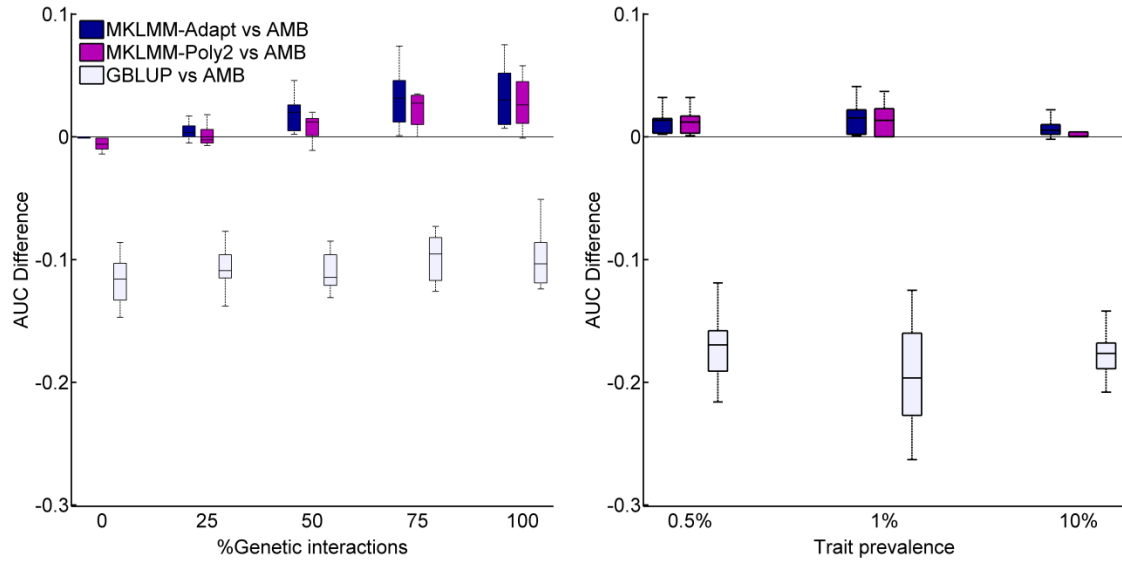 0.1
MKLMM-Adapt vs AMB
MKLMM-Poly2 vs AMB
GBLUP vs AMB
0
-0.1
-0.2
-0.3
AUC Difference
0 25 50 75 100
%Genetic interactions
0.1
0
-0.1
-0.2
-0.3
AUC Difference
0.5% 1% 10%
Trait prevalence